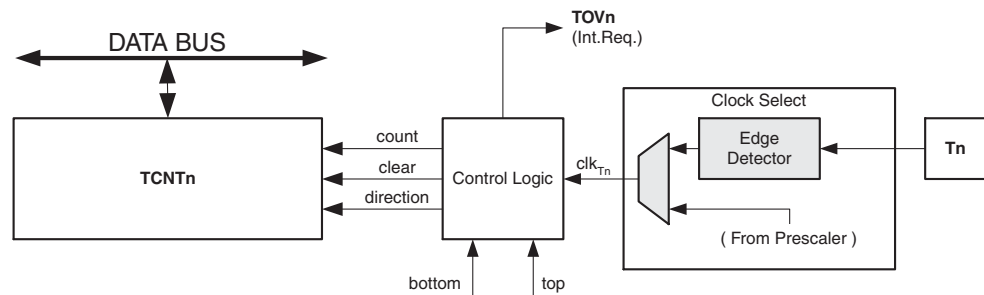 TOVn
(Int.Req.)
DATA BUS
Clock Select
TCNTn
count
clear
direction
Control Logic
clkTn
Edge
Detector
Tn
( From Prescaler )
bottom
top